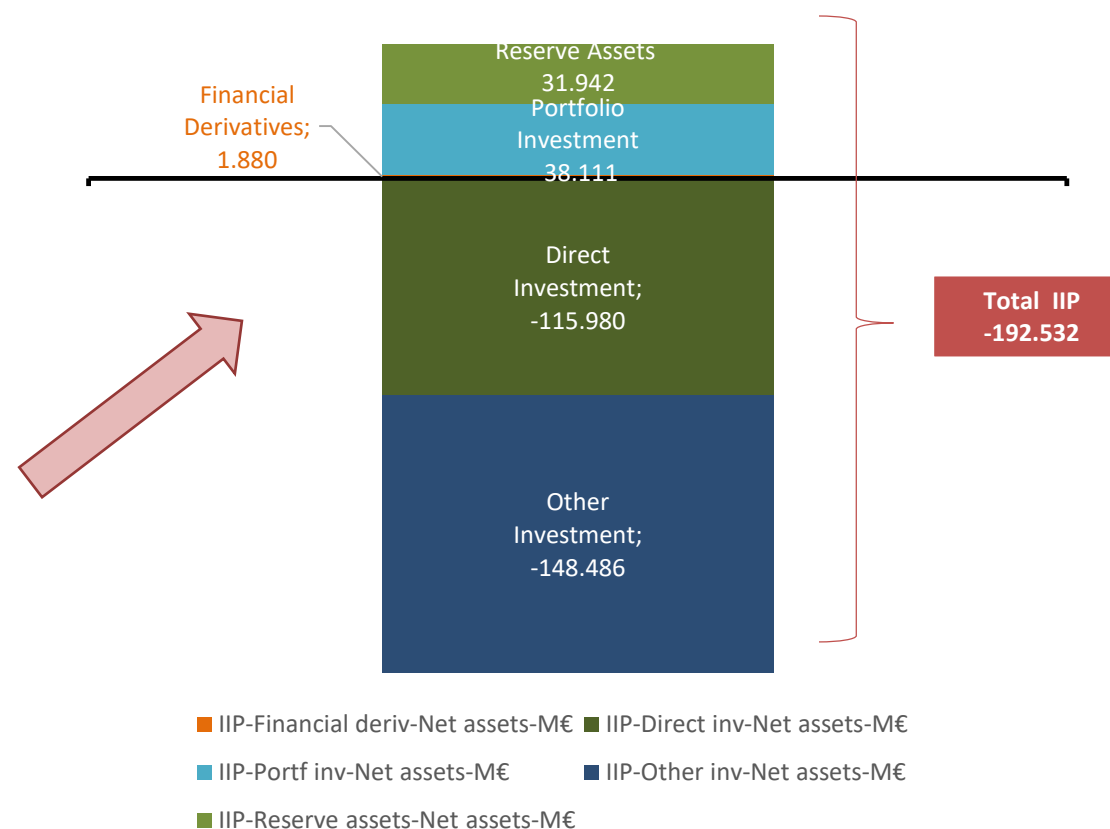 Reserve Assets
31.942
Financial
Derivatives;
1.880
Portfolio
Investment
38.111
Direct
Investment;
-115.980
Total IIP
-192.532
Other
Investment;
-148.486
IIP-Financial deriv-Net assets-M€
IIP-Direct inv-Net assets-M€
IIP-Portf inv-Net assets-M€
IIP-Other inv-Net assets-M€
IIP-Reserve assets-Net assets-M€